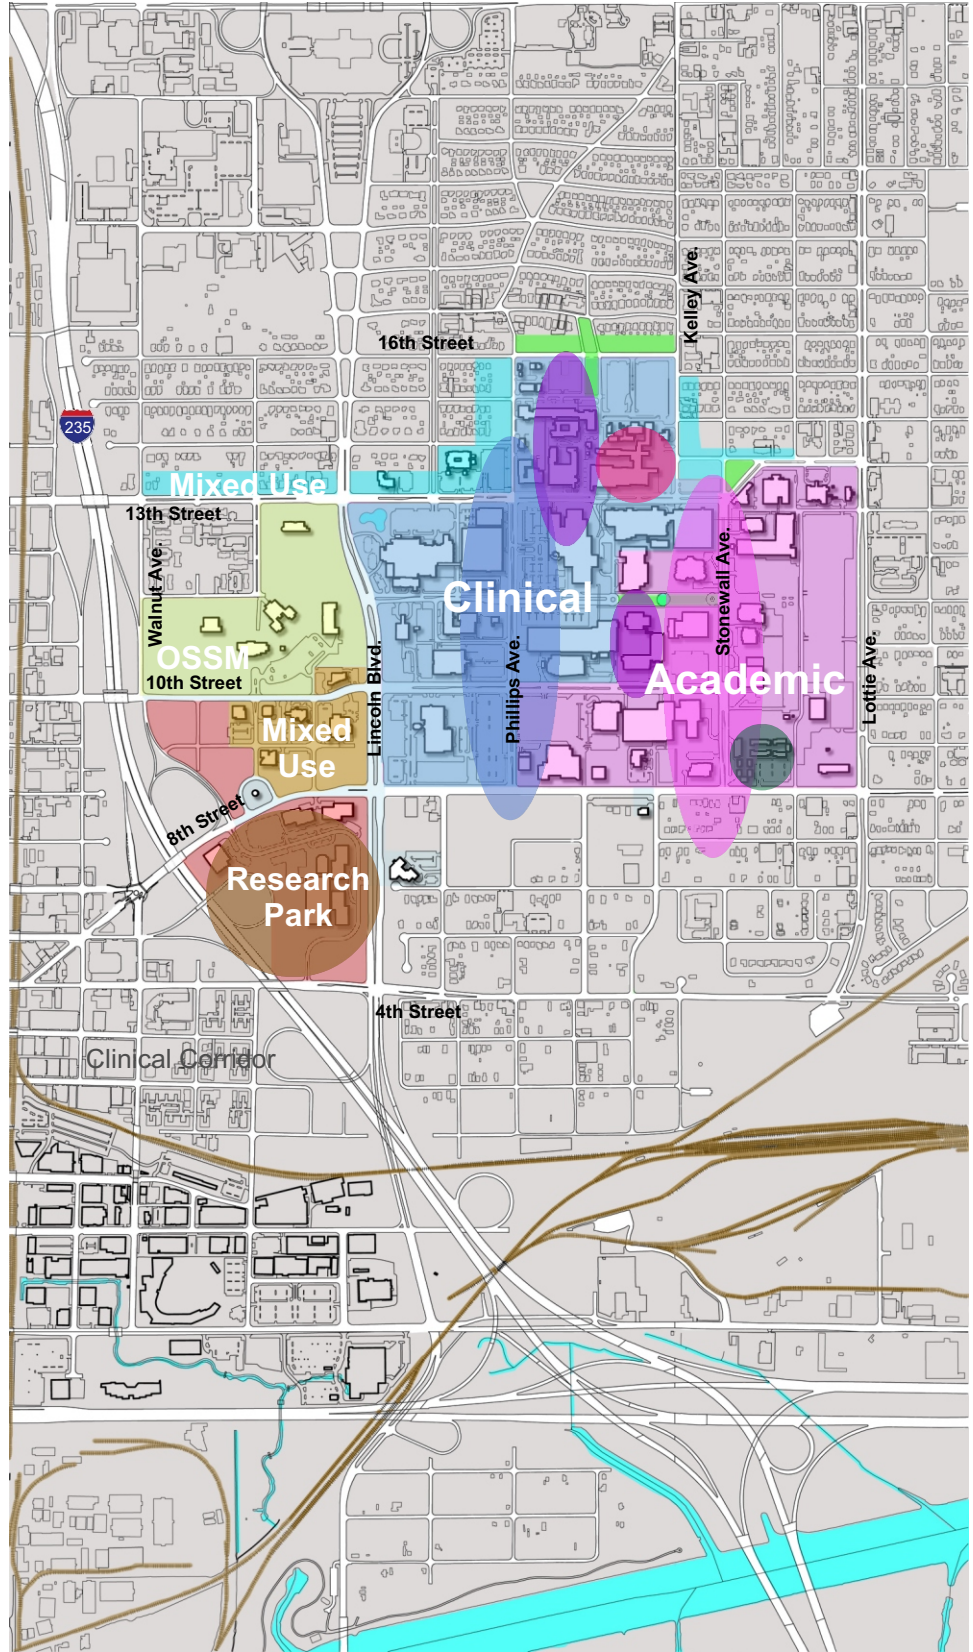 16th Street
Kelley Ave.
235
Mixed Use
13th Street
Walnut Ave.
Stonewall Ave.
Clinical
OSSM
10th Street
Lincoln Blvd.
Phillips Ave.
Academic
Lottie Ave.
Mixed
Use
8th Street
Research
Park
4th Street
Clinical Corridor